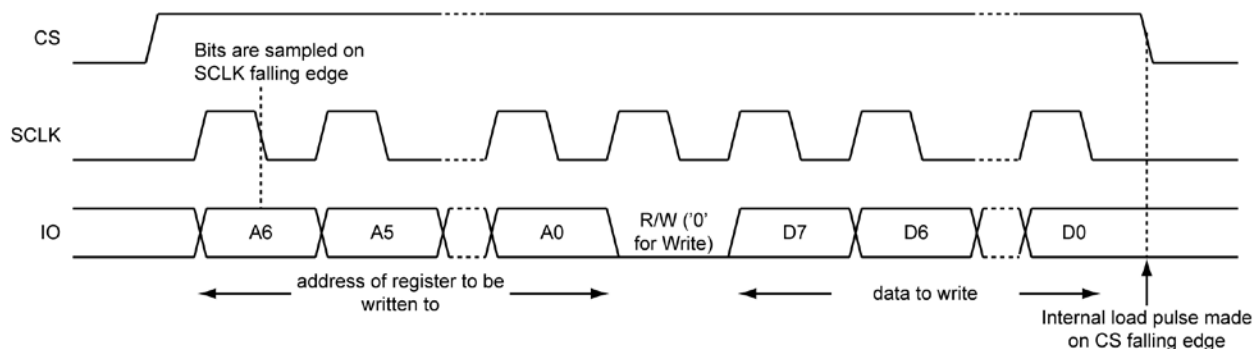 CS
Bits are sampled on
SCLK falling edge
SCLK
IO
A6
A5
A0
R/W ('0'
for Write)
D7
D6
D0
address of register to be
written to
data to write
Internal load pulse made
on CS falling edge